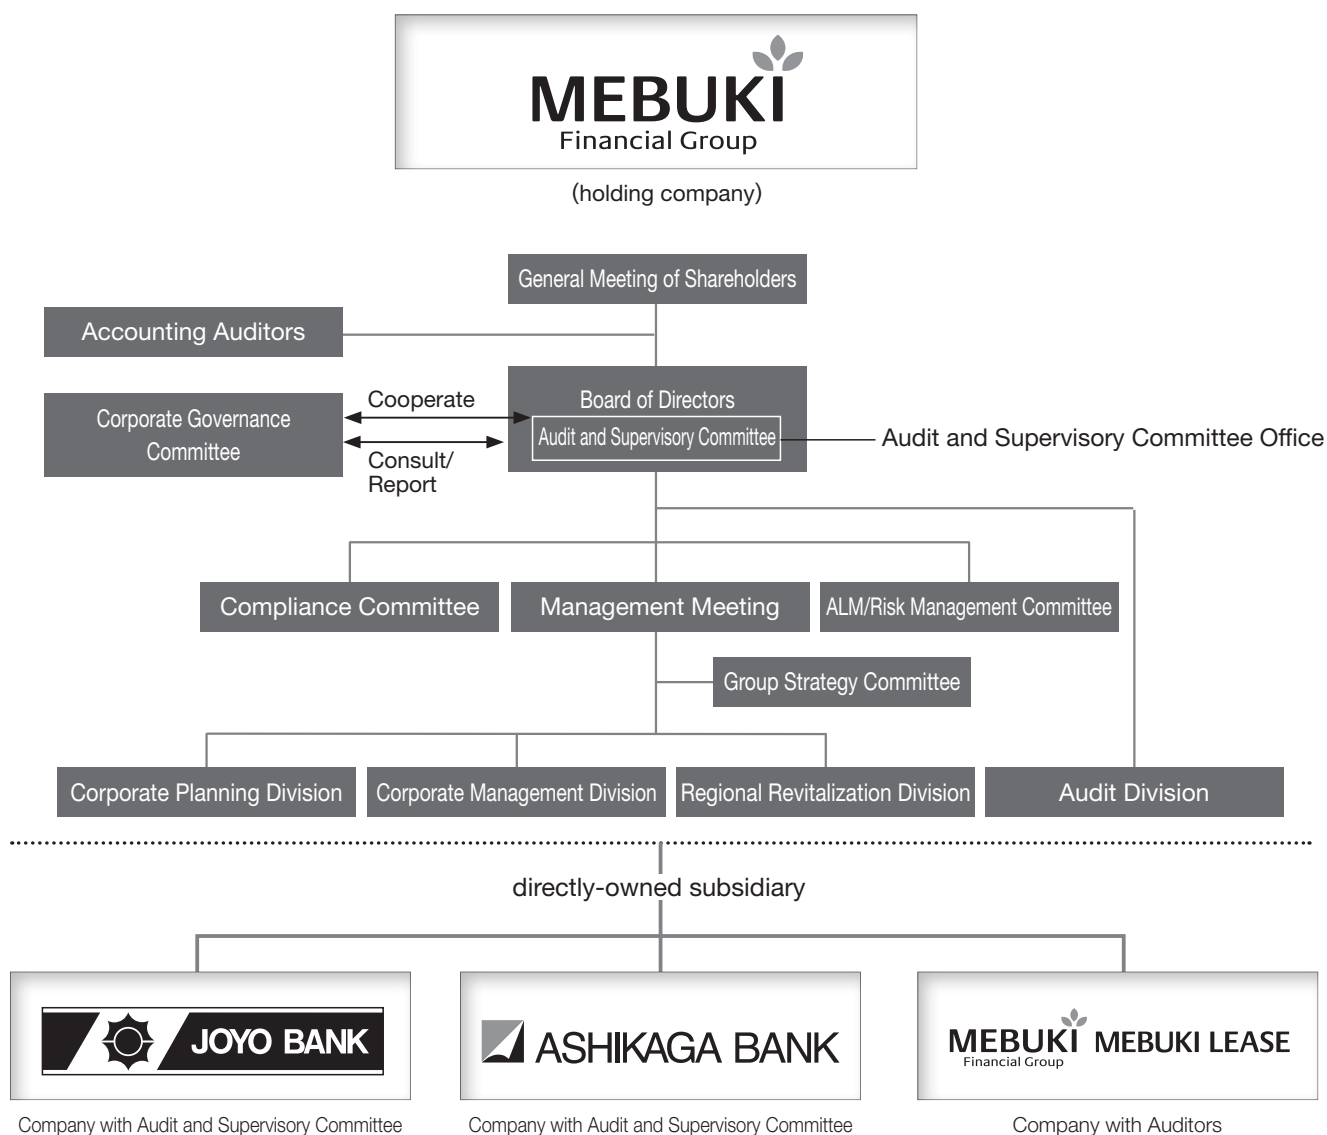 MEBUKI
Financial Group
(holding company)
General Meeting of Shareholders
Accounting Auditors
Corporate Governance
Committee
Cooperate
Consult/
Report
Board of Directors
Audit and Supervisory Committee
Audit and Supervisory Committee Office
Compliance Committee
Management Meeting
ALM/Risk Management Committee
Group Strategy Committee
Corporate Planning Division
Corporate Management Division
Regional Revitalization Division
Audit Division
directly-owned subsidiary
JOYO BANK
ASHIKAGA BANK
MEBUKI
Financial Group
MEBUKI LEASE
Company with Audit and Supervisory Committee
Company with Audit and Supervisory Committee
Company with Auditors